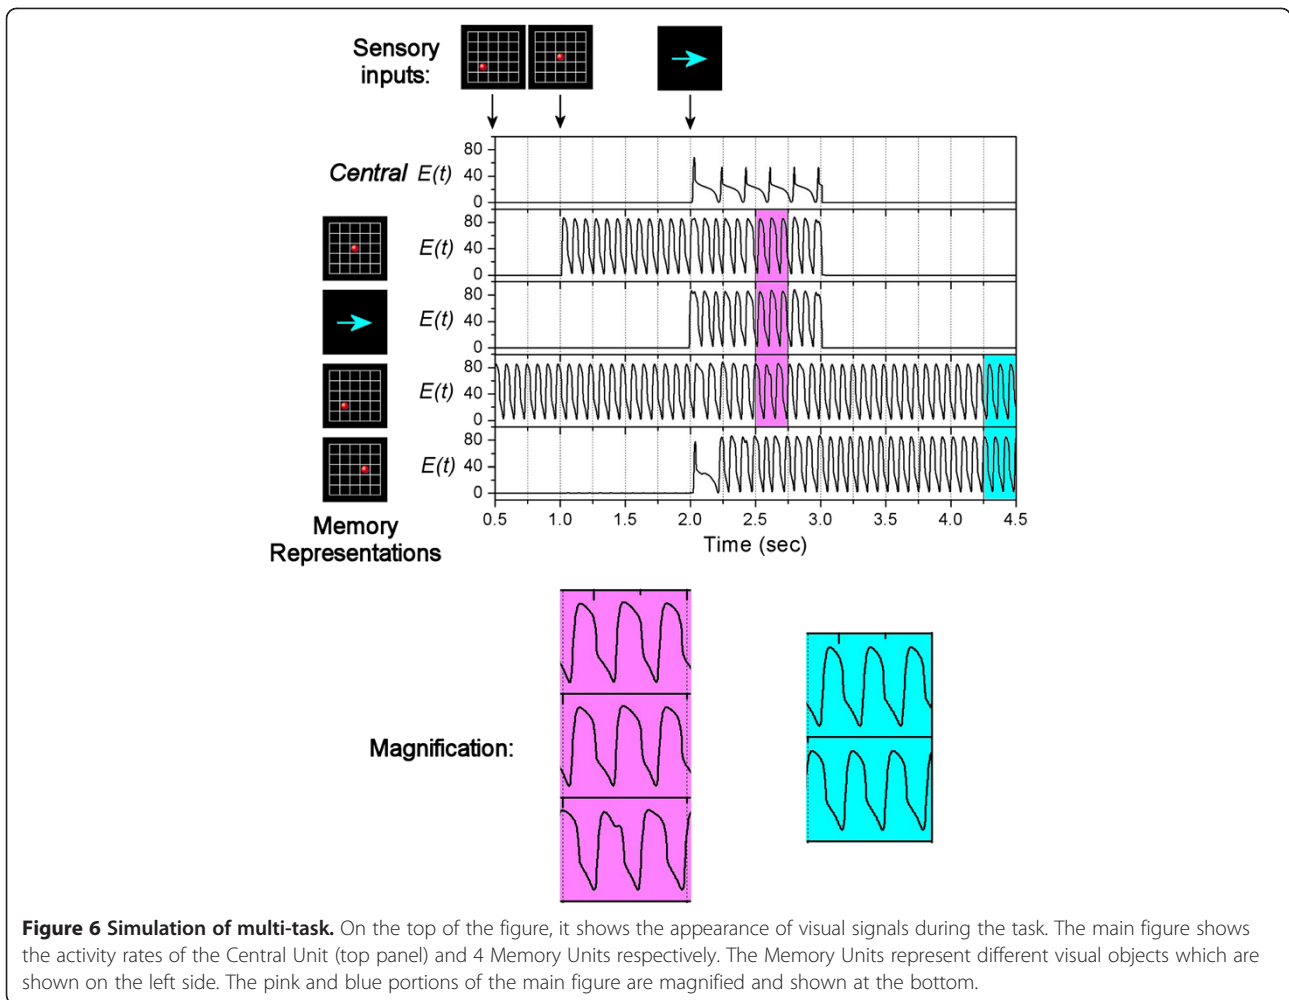 Sensory
inputs:
Central E(t)
80
40
0
E(t)
80
40
0
E(t)
80
40
0
E(t)
80
40
0
E(t)
80
40
0
0.5 1.0 1.5 2.0 2.5 3.0 3.5 4.0 4.5
Time (sec)
Memory
Representations
Magnification:
Figure 6 Simulation of multi-task. On the top of the figure, it shows the appearance of visual signals during the task. The main figure shows
the activity rates of the Central Unit (top panel) and 4 Memory Units respectively. The Memory Units represent different visual objects which are
shown on the left side. The pink and blue portions of the main figure are magnified and shown at the bottom.